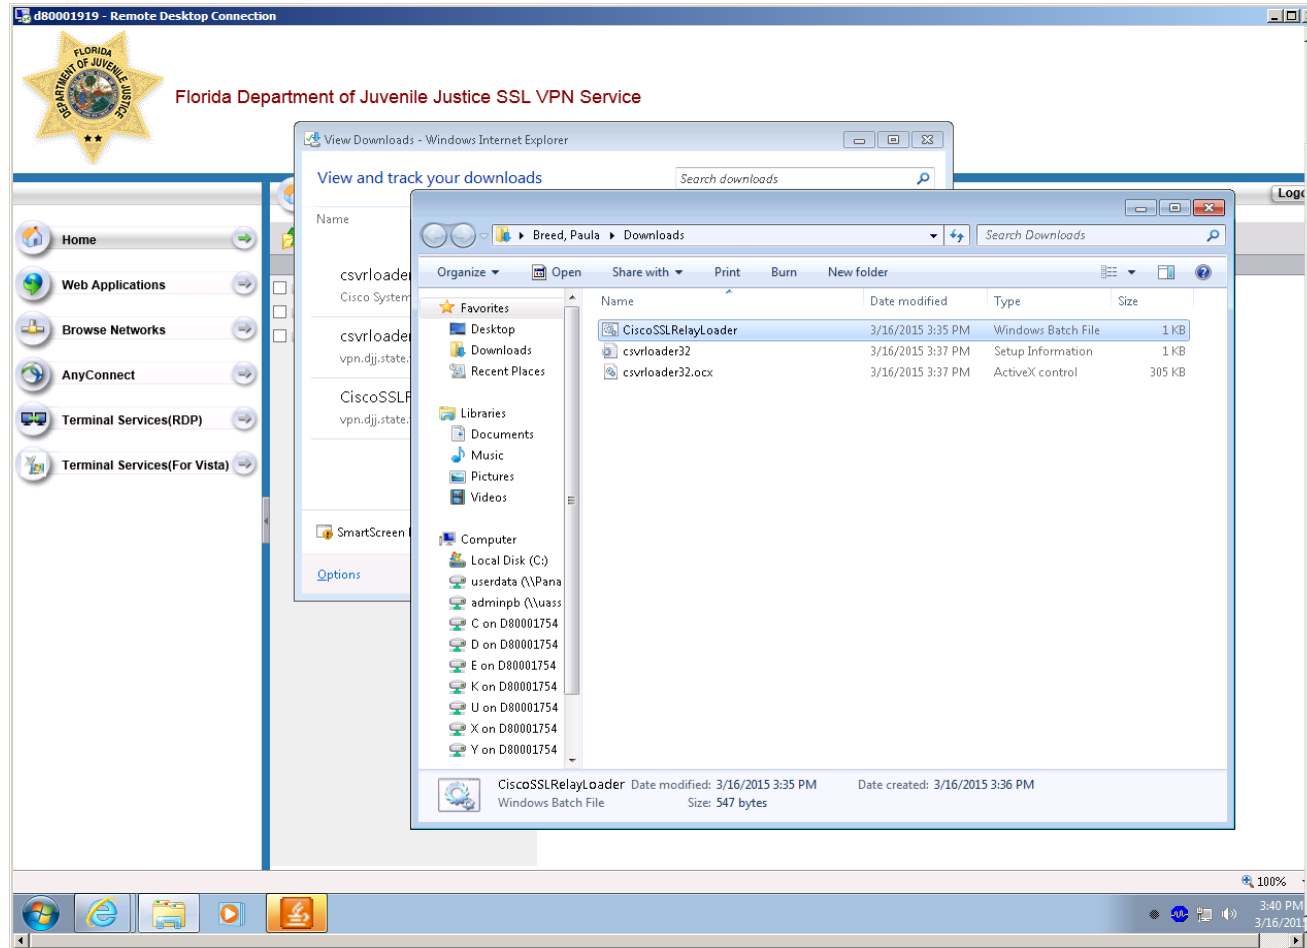 d80001919 - Remote Desktop Connection
FLORIDA
DEPARTMENT OF JUVENILE JUSTICE
Florida Department of Juvenile Justice SSL VPN Service
View Downloads - Windows Internet Explorer
View and track your downloads
Search downloads
Name
Logo
Home
Web Applications
Browse Networks
AnyConnect
Terminal Services(RDP)
Terminal Services(For Vista)
csvrloader
Cisco System
csvrloade
vpn.djj.state.
CiscoSSLF
vpn.djj.state.
SmartScreen
Options
Breed, Paula ▸ Downloads
Search Downloads
Organize Open Share with Print Burn New folder
Favorites
Desktop
Downloads
Recent Places
Libraries
Documents
Music
Pictures
Videos
Computer
Local Disk (C:)
userdata (\\Pana
adminpb (\\uass
C on D80001754
D on D80001754
E on D80001754
K on D80001754
U on D80001754
X on D80001754
Y on D80001754
Name Date modified Type Size
CiscoSSLRelayLoader 3/16/2015 3:35 PM Windows Batch File 1 KB
csvrloader32 3/16/2015 3:37 PM Setup Information 1 KB
csvrloader32.ocx 3/16/2015 3:37 PM ActiveX control 305 KB
CiscoSSLRelayLoader Date modified: 3/16/2015 3:35 PM Date created: 3/16/2015 3:36 PM
Windows Batch File Size: 547 bytes
100%
3:40 PM
3/16/201